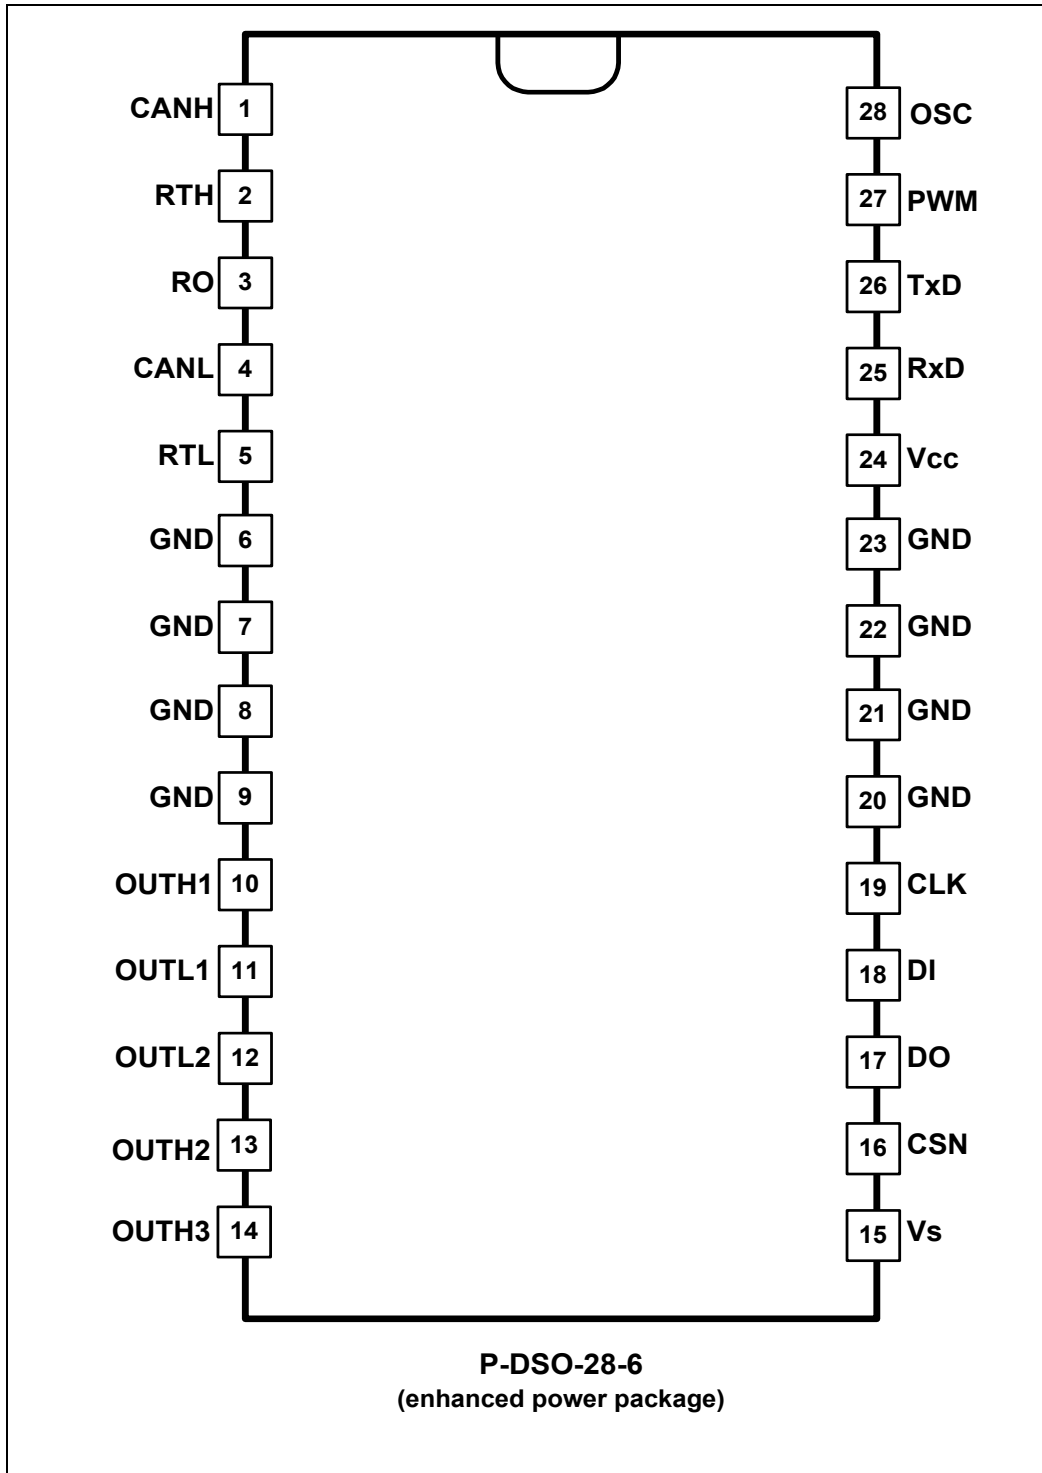 CANH 1
28 OSC
RTH 2
27 PWM
RO 3
26 TxD
CANL 4
25 RxD
RTL 5
24 Vcc
GND 6
23 GND
GND 7
22 GND
GND 8
21 GND
GND 9
20 GND
OUTH1 10
19 CLK
OUTL1 11
18 DI
OUTL2 12
17 DO
OUTH2 13
16 CSN
OUTH3 14
15 Vs
P-DSO-28-6
(enhanced power package)